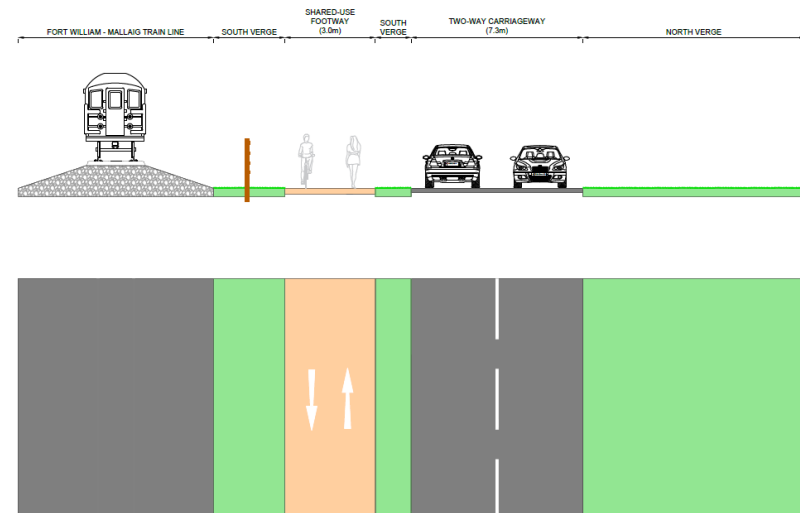 FORT WILLIAM - MALLAIG TRAIN LINE
SOUTH VERGE
SHARED-USE
FOOTWAY
(3.0m)
SOUTH
VERGE
TWO-WAY CARRIAGEWAY
(7.3m)
NORTH VERGE